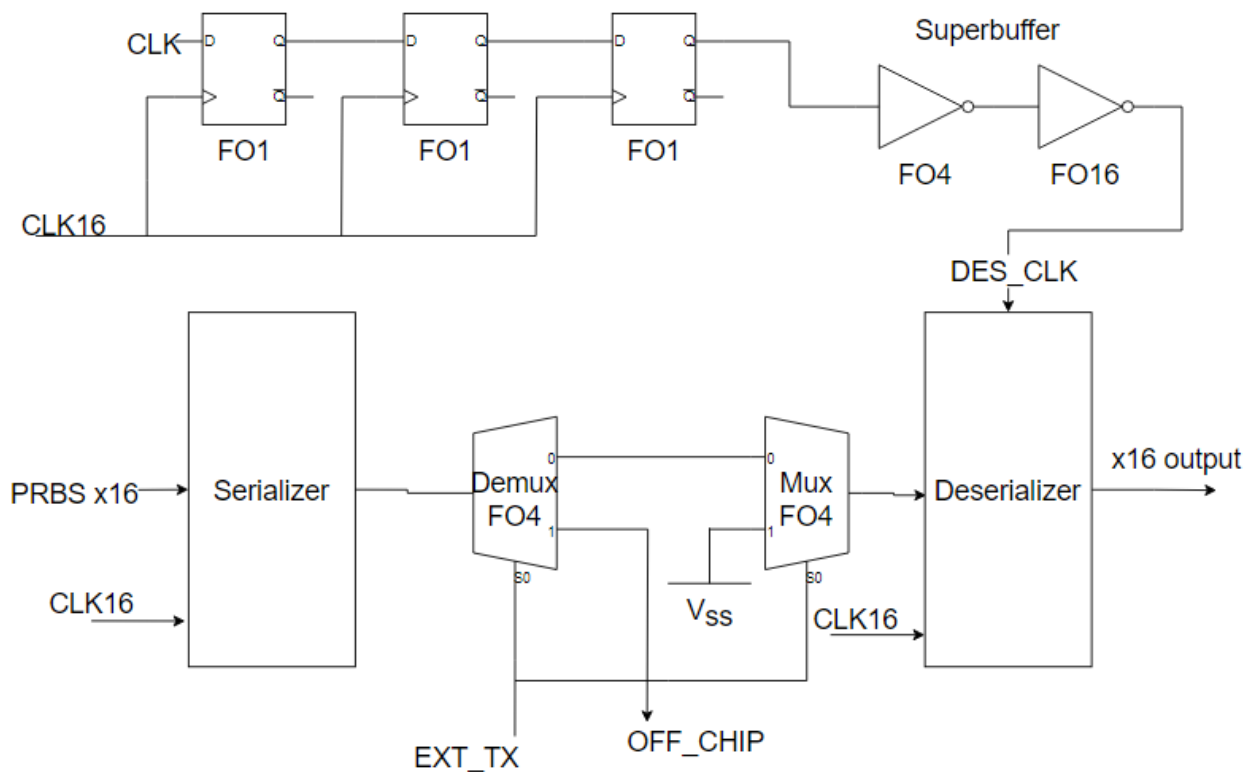 Superbuffer
CLK
D
Q
D
Q
D
Q
Q
Q
Q
FO1
FO1
FO1
FO4
FO16
CLK16
DES_CLK
PRBS x16
Serializer
Demux
FO4
0
1
S0
0
1
S0
Mux
FO4
Deserializer
x16 output
VSS
CLK16
CLK16
EXT_TX
OFF_CHIP